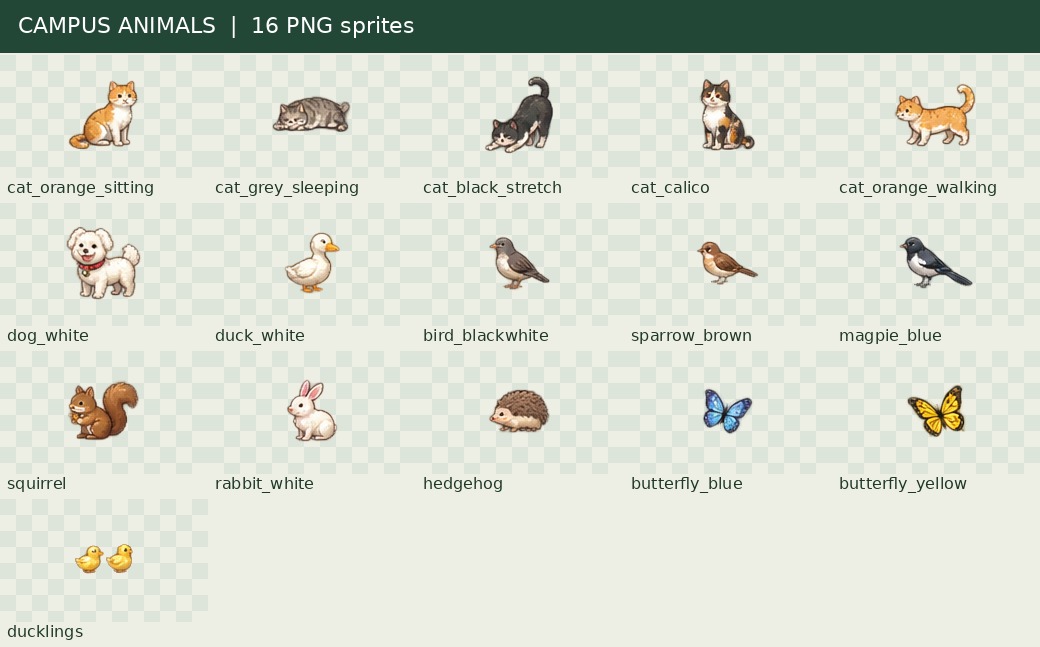 CAMPUS ANIMALS | 16 PNG sprites
cat_orange_sitting cat_grey_sleeping cat_black_stretch cat_calico cat_orange_walking
dog_white duck_white bird_blackwhite sparrow_brown magpie_blue
squirrel rabbit_white hedgehog butterfly_blue butterfly_yellow
ducklings